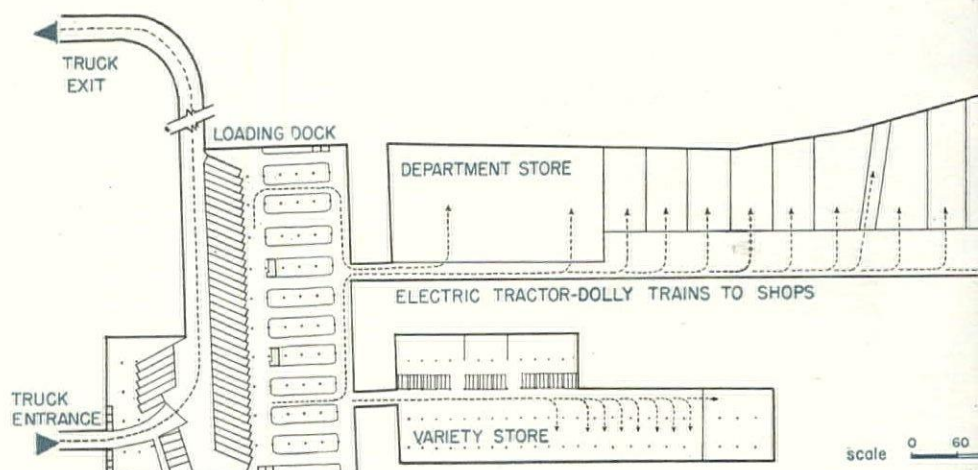 TRUCK
EXIT
LOADING DOCK
DEPARTMENT STORE
ELECTRIC TRACTOR-DOLLY TRAINS TO SHOPS
TRUCK
ENTRANCE
VARIETY STORE
scale 0 60